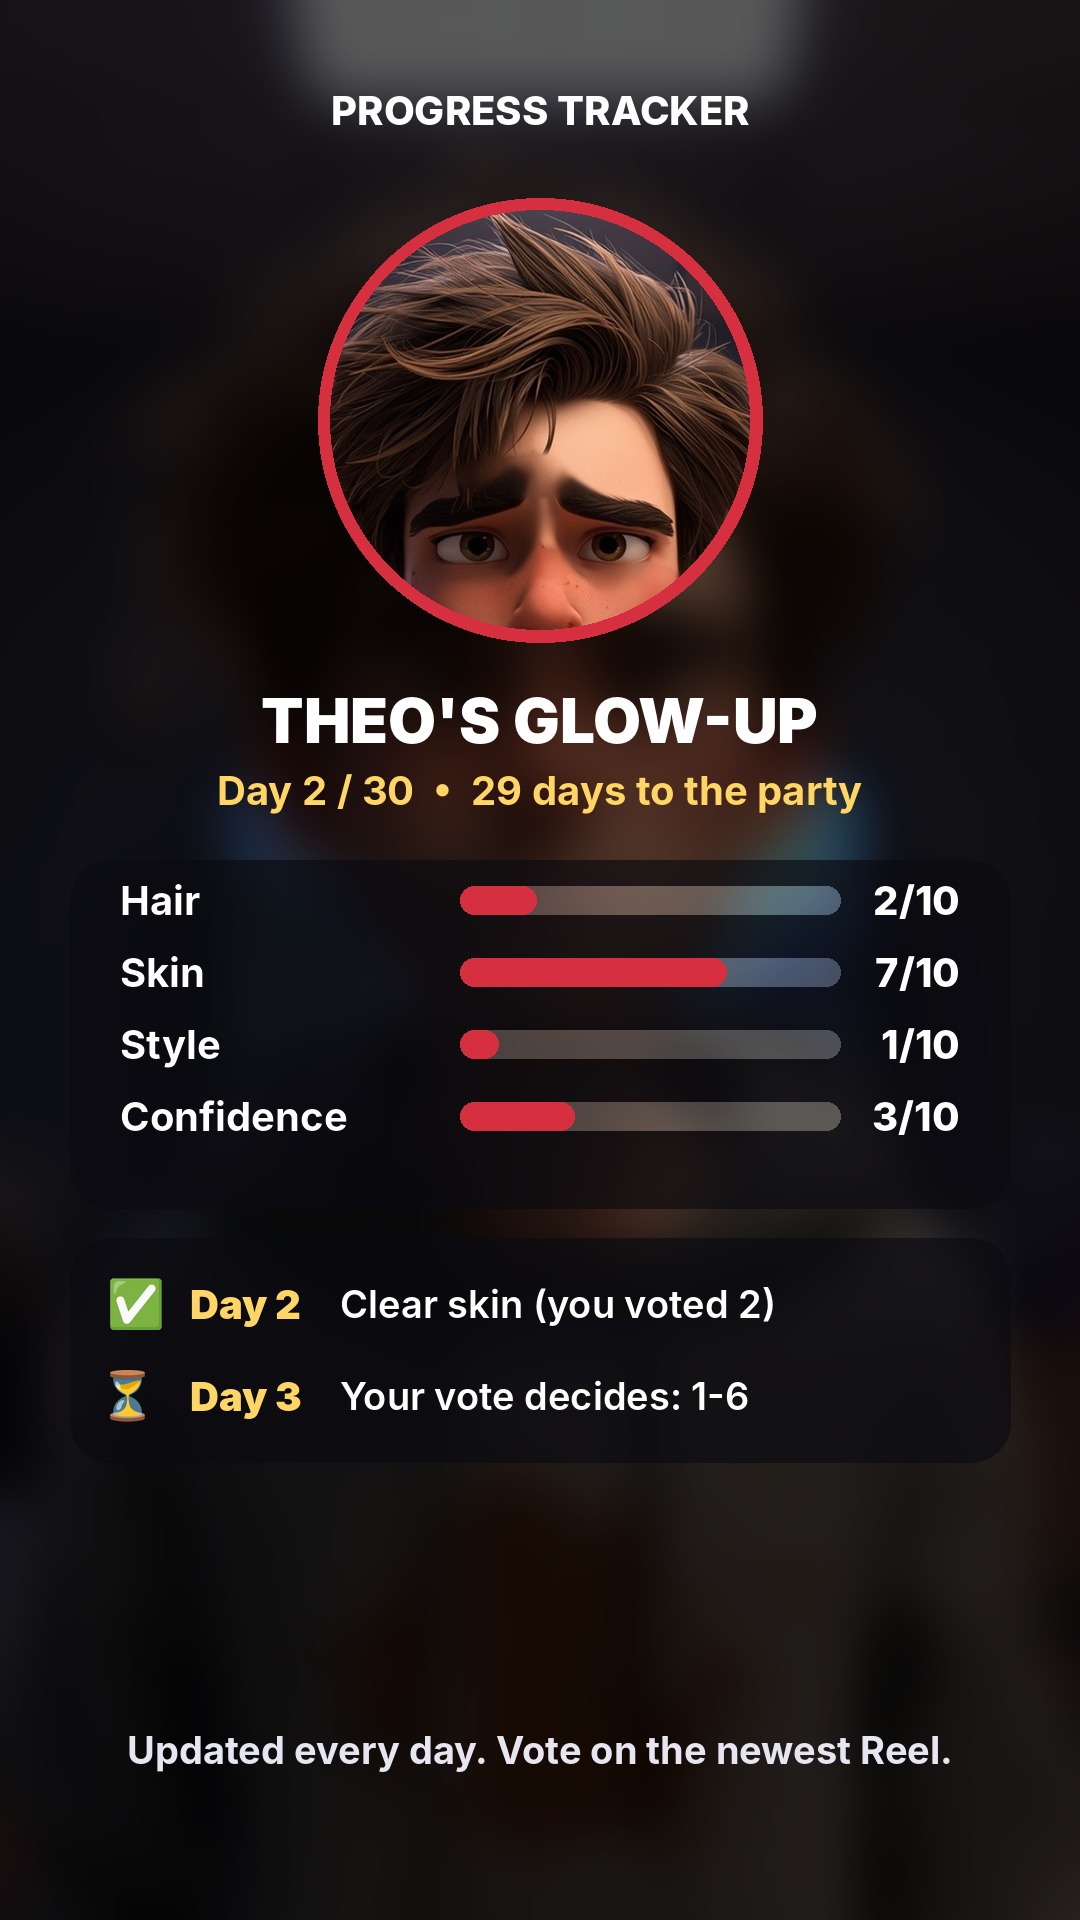 PROGRESS TRACKER
THEO'S GLOW-UP
Day 2 / 30 • 29 days to the party
Hair 2/10
Skin 7/10
Style 1/10
Confidence 3/10
✅ Day 2 Clear skin (you voted 2)
⏳ Day 3 Your vote decides: 1-6
Updated every day. Vote on the newest Reel.